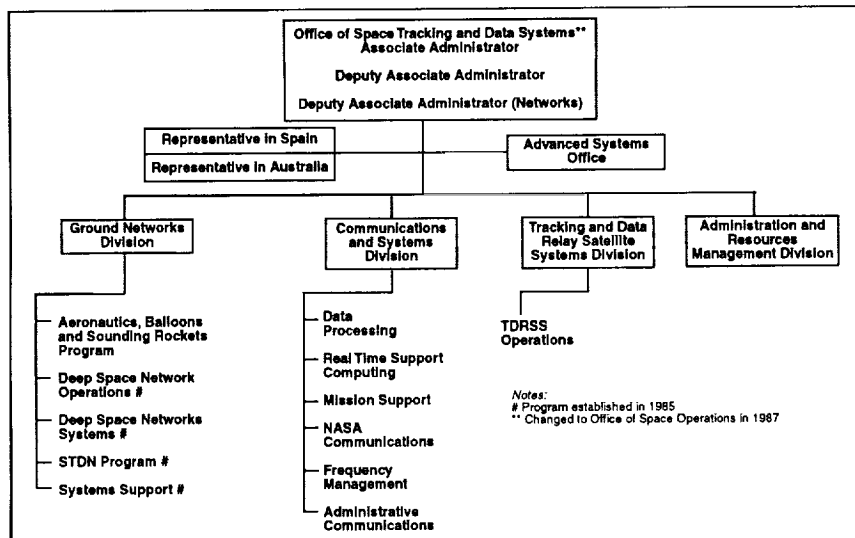 Office of Space Tracking and Data Systems**
Associate Administrator
Deputy Associate Administrator
Deputy Associate Administrator (Networks)
Representative in Spain
Representative in Australia
Advanced Systems
Office
Ground Networks
Division
Communications
and Systems
Division
Tracking and Data
Relay Satellite
Systems Division
Administration and
Resources
Management Division
Aeronautics, Balloons
and Sounding Rockets
Program
Deep Space Network
Operations #
Deep Space Networks
Systems #
STDN Program #
Systems Support #
Data
Processing
Real Time Support
Computing
Mission Support
NASA
Communications
Frequency
Management
Administrative
Communications
TDRSS
Operations
Notes:
# Program established in 1985
** Changed to Office of Space Operations in 1987